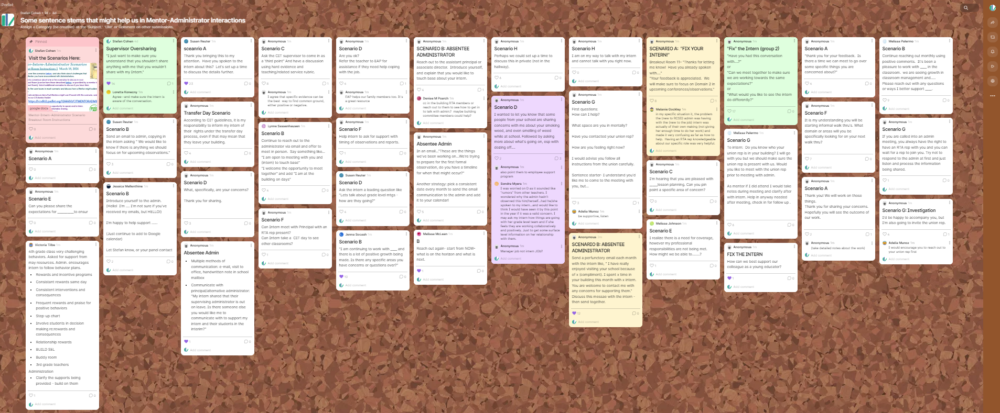 Padlet
Stefan Cohen • 2d • 4d
Some sentence stems that might help us in Mentor-Administrator interactions
Assign a Category (be creative) as the 'Subject.' 'Like' or Comment on other submissions.
Pinned
Stefan Cohen 1m
Visit the Scenarios Here:
or-Intern-Administrator Scenarios
March 18, 2024
https://rcsd512.padlet.org/1266650/CITMENTORADMI
google docs
Mentor-Intern-Administrator Scenario
Breakout Room Instructions
0 0
Add comment
Anonymous 1m
Scenario A
0 0
Add comment
Anonymous 1m
Scenario E
Can you please share the
expectations for ________to ensur
0 0
Add comment
Victoria Tilbe 1m
4th grade class very challenging
behaviors. Asked for support from
may resources. Admin. encourages
intern to follow behavior plans.
Rewards and incentive programs
Consistent rewards same day
Consistent interventions and
consequences
Frequent rewards and praise for
positive behaviors
Step-up chart
Involve students in decision
making re:rewards and
consequences
Relationship rewards
BUILD SEL
Buddy room
3rd grade teachers
Administration
Clarify the supports being
provided - build on them
1 0
Add comment
Stefan Cohen 4d
Supervisor Oversharing
"I just want to make sure you
understand that you shouldn't share
anything with me that you wouldn't
share with my Intern."
14 1
Loretta Konecny 1m
Agree--and make sure the intern is
aware of the conversation.
Add comment
Susan Reuter 1m
Scenario B
Send an email to admin, copying in
the intern asking " We would like to
know if there is anything we should
focus on for upcoming observations."
3 0
Add comment
Jessica Mellenthine 1m
Scenario B
Introduce yourself to the admin.
(Hello! I'm .... I'm not sure if you've
received my emails, but HELLO!)
I'm happy to help support ......
(Just continue to add to Google
calendar)
Let Stefan know, or your panel contact
2 0
Add comment
Susan Reuter 1m
sceanrio A
Thank you bringing this to my
attention. Have you spoken to the
intern about this? Let's set up a time
to discuss the details further.
23 0
Add comment
Anonymous 1m
Transfer Day Scenario
According to CIT guidelines, it is my
responsibility to inform my intern of
their rights under the transfer day
process, even if that may mean that
they leave your building.
4 0
Add comment
Anonymous 1m
Scenario D
What, specifically, are your concerns?
Thank you for sharing.
3 0
Add comment
Anonymous 1m
Absentee Admin
Multiple methods of
communication: e-mail, visit to
office, handwritten note in school
mailbox
Communicate with
principal/alternative administrator:
"My intern shared that their
supervising administrator is out
on leave. Is there someone else
you would like me to
communicate with to support my
intern and their students in the
interim?"
1 0
Add comment
Anonymous 1m
Scenario C
Ask the CIT supervisor to come in as
a "third point" And have a discussion
using hard evidence and
teaching/related service rubric.
8 1
Anonymous 1m
I agree that specific evidence can be
the best way to find common ground,
either positive or negative.
Add comment
Lynne Sassenhausen 1m
Scenario B
Continue to reach out to the
administrator via email and offer to
meet in person. Say something like...
"I am open to meeting with you and
(intern) to touch base"
"I welcome the opportunity to meet
together" and add "I am at the
building on days"
4 0
Add comment
Anonymous 1m
Scenario F
Can Intern meet with Principal with an
RTA rep present?
Can Intern take a CIT day to see
other classrooms?
1 0
Add comment
Anonymous 1m
Scenario D
Are you ok?
Refer the teacher to EAP for
assistance if they need help coping
with the job.
4 1
Anonymous 1m
EAP helps our family members too. It's
a great resource
Add comment
Anonymous 1m
Scenario F
Help intern to ask for support with
timing of observations and reports.
1 0
Add comment
Susan Reuter 1m
Scenario D
Ask the intern a leading question like
"Lets talk about grade level mtgs -
how are they going?"
4 0
Add comment
Jenna Socash 1m
Scenario B
"I am continuing to work with ____ and
there is a lot of positive growth being
made. Is there any specific areas you
have concerns or questions over?"
10 0
Add comment
Anonymous 1m
SCENARIO B: ABSENTEE
ADMINISTRATOR
Reach out to the assistant principal or
associate director. Introduce yourself,
and explain that you would like to
touch base about your intern.
4 1
Denise M Poerch 1m
cc in the building RTA members or
reach out to them to see how to get in
to talk with admin? maybe building
committee members could help?
Add comment
Anonymous 1m
Absentee Admin
In an email..."These are the things
we've been working on...We're trying
to prepare for the first formal
observation, do you have a timeline
for when that might occur?"
Another strategy: pick a consistent
date every month to send the email
communication to the admin and add
it to your calendar!
5 0
Add comment
Melissa McLean 1m
B
Reach out again- start from NOW-
what is on the horizon and what is
next.
1 0
Add comment
Anonymous 1m
Scenario H
Perhaps we could set up a time to
discuss this in private (not in the
hallway).
8 0
Add comment
Anonymous 1m
Scenario D
I wanted to let you know that some
people from your school are sharing
concerns with me about your smoking
weed, and even smelling of weed
while at school. Followed by asking
more about what's going on, esp with
dozing off....
2 3
Anonymous 1m
also point them to employee support
program
Sondra Myers 1m
I was worried on D as it sounded like
"rumors" from other teachers. I
wondered why the admin hadn't
observed this him/herself...had he/she
spoken to my intern...and would like to
think I would have seen it by this point
in the year if it was a valid concern. I
may ask my intern how things are going
with her grade level team and if she
feels they are working collaboratively
and positively. Just to get some surface
level information on her relationship
with them.
Anonymous 1m
Manager job not intern JOb?
Add comment
Anonymous 1m
Scenario H
I am on my way to talk with my intern
and cannot talk with you right now.
0 0
Add comment
Anonymous 1m
Scenario G
First questions:
How can I help?
What space are you in mentally?
Have you contacted your union rep?
How are you feeling right now?
I would advise you follow all
instructions from the union carefully.
Sentence starter- I understand you'd
like me to come to the meeting with
you, but...
3 1
Adelia Munoz 1m
be supportive, listen
Add comment
Anonymous 2m
SCENARIO B: ABSENTEE
ADMINISTRATOR
Send a perfunctory email each month
with the intern like, " I have really
enjoyed visiting your school because
of x (compliment). I spent x time in
your building this month with x intern.
You are welcome to contact me with
any concerns for supporting them."
Discuss this messae with the intern -
then send together.
12 0
Add comment
Anonymous 1m
SCENARIO A: "FIX YOUR
INTERN!"
Breakout Room 11- "Thanks for letting
me know! Have you already spoken
with...."
"Your feedback is appreciated. We
will make sure to focus on Domain 2 in
upcoming conferences/observations."
8 1
Melanie Gockley 1m
in my specific situation it, the problem
the (new to RCSD) admin was having
with the (new to the job) intern was
actually of their own making (not giving
her enough time to do her work) and
made it very confusing as far as how to
help. Having an RTA rep knowledgeable
about our specific role was very helpful.
Add comment
Anonymous 1m
Scenario C
I'm hearing that you are pleased with
____lesson planning. Can you pin
point a specific area of concern?
0 0
Add comment
Melissa Johnson 1m
Scenario E
I realize there is a need for coverage,
however my professional
responsibilities are not being met.
How might we be able to.......?
1 0
Add comment
Anonymous 1m
"Fix" the Intern (group 2)
"Have you had this conversation
with...?"
or
"Can we meet together to make sure
we are working towards the same
expectations?"
or
"What would you like to see the intern
do differently?"
17 0
Add comment
Melissa Palermo 1m
Scenario G
To intern: Do you know who your
union rep is in your building? I will go
with you but we should make sure the
union rep is present with us. Would
you like to meet with the union rep
prior to meeting with admin.
As mentor if I did attend I would take
notes during meeting and clarify after
with intern. Help in anyway needed
after meeting, check in for follow up .
6 0
Add comment
Anonymous 1m
FIX THE INTERN
How can we best support our
colleague as a young educator?
1 0
Add comment
Anonymous 1m
Scenario A
"thank you for your feedback. Is
there a time we can meet to go over
some specific things you are
concerned about?"
4 0
Add comment
Anonymous 1m
Scenario F
It is my understanding you will be
starting informal walk thru's. What
domain or areas will you be
specifically looking for on your next
walk thru?
7 0
Add comment
Anonymous 1m
Scenario A
Thank you! We will work on those
things.
Thank you for sharing your concerns.
Hopefully you will see the outcome of
our work.
2 1
Anonymous 1m
(take detailed notes about the work)
Add comment
Melissa Palermo 1m
Scenario B
Continue reaching out monthly using
positive comments. It's been a
pleasure to work with ____ in the
classroom. we are seeing growth in
classroom management and.....
Please reach out with any questions
or ways I better support ____.
9 0
Add comment
Anonymous 1m
Scenario G
If you are called into an admin
meeting, you always have the right to
have an RTA rep with you and you can
wait for a rep to join you. Try not to
respond to the admin at first and just
listen and process the information
being shared.
1 0
Add comment
Anonymous 1m
Scenario G: Investigation
I'd be happy to accompany you, but
I'm also going to invite the union rep.
4 1
Adelia Munoz 1m
I would encourage you to reach out to
your union rep first
Add comment